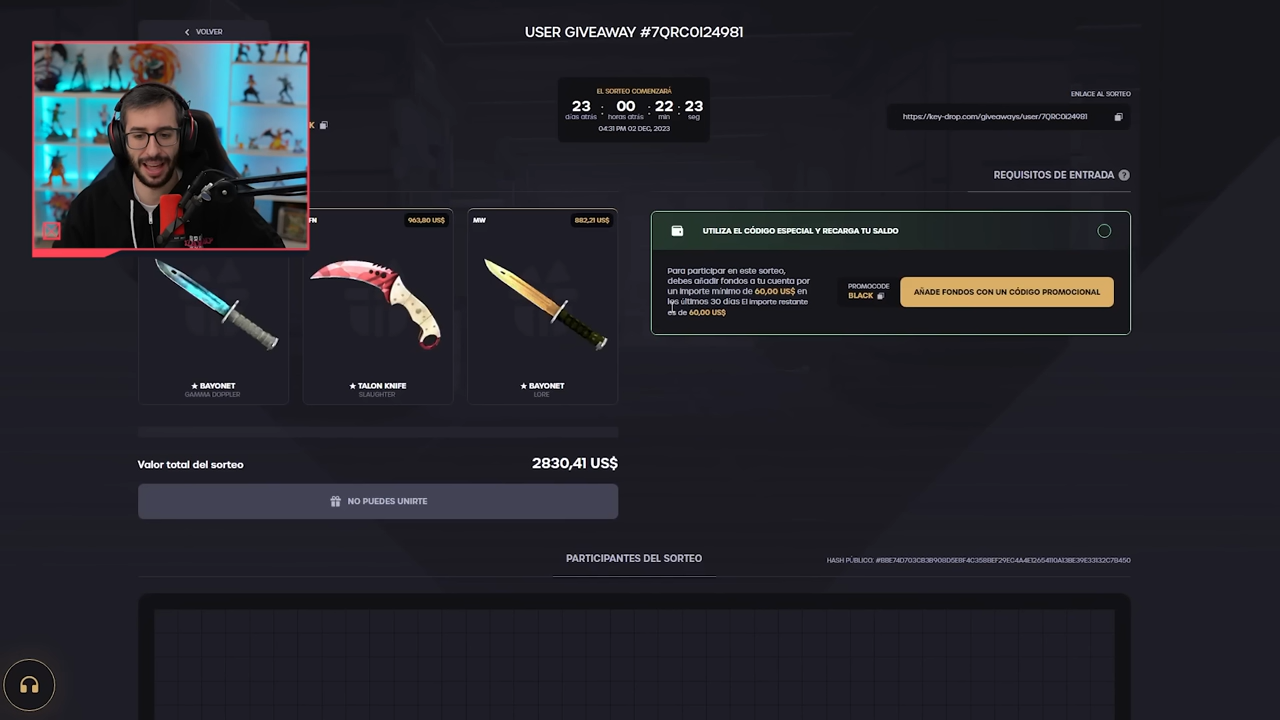 VOLVER
USER GIVEAWAY #7QRC0I24981
EL SORTEO COMENZARÁ
23 : 00 : 22 : 23
días atrás horas atrás min seg
04:31 PM 02 DEC, 2023
ENLACE AL SORTEO
https://key-drop.com/giveaways/user/7QRC0I24981
K
REQUISITOS DE ENTRADA ?
FN
963,80 US$
MW
882,21 US$
★ BAYONET
GAMMA DOPPLER
★ TALON KNIFE
SLAUGHTER
★ BAYONET
LORE
UTILIZA EL CÓDIGO ESPECIAL Y RECARGA TU SALDO
Para participar en este sorteo,
debes añadir fondos a tu cuenta por
un importe mínimo de 60,00 US$ en
los últimos 30 días El importe restante
es de 60,00 US$
PROMOCODE
BLACK
AÑADE FONDOS CON UN CÓDIGO PROMOCIONAL
Valor total del sorteo
2830,41 US$
NO PUEDES UNIRTE
PARTICIPANTES DEL SORTEO
HASH PÚBLICO: